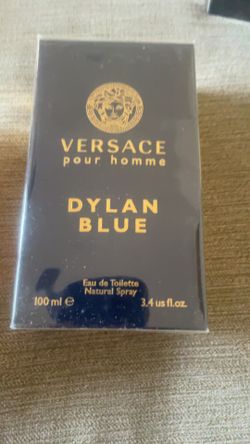 VERSACE
pour homme
DYLAN
BLUE
Eau de Toilette
Natural Spray
100 ml e 3.4 us fl.oz.